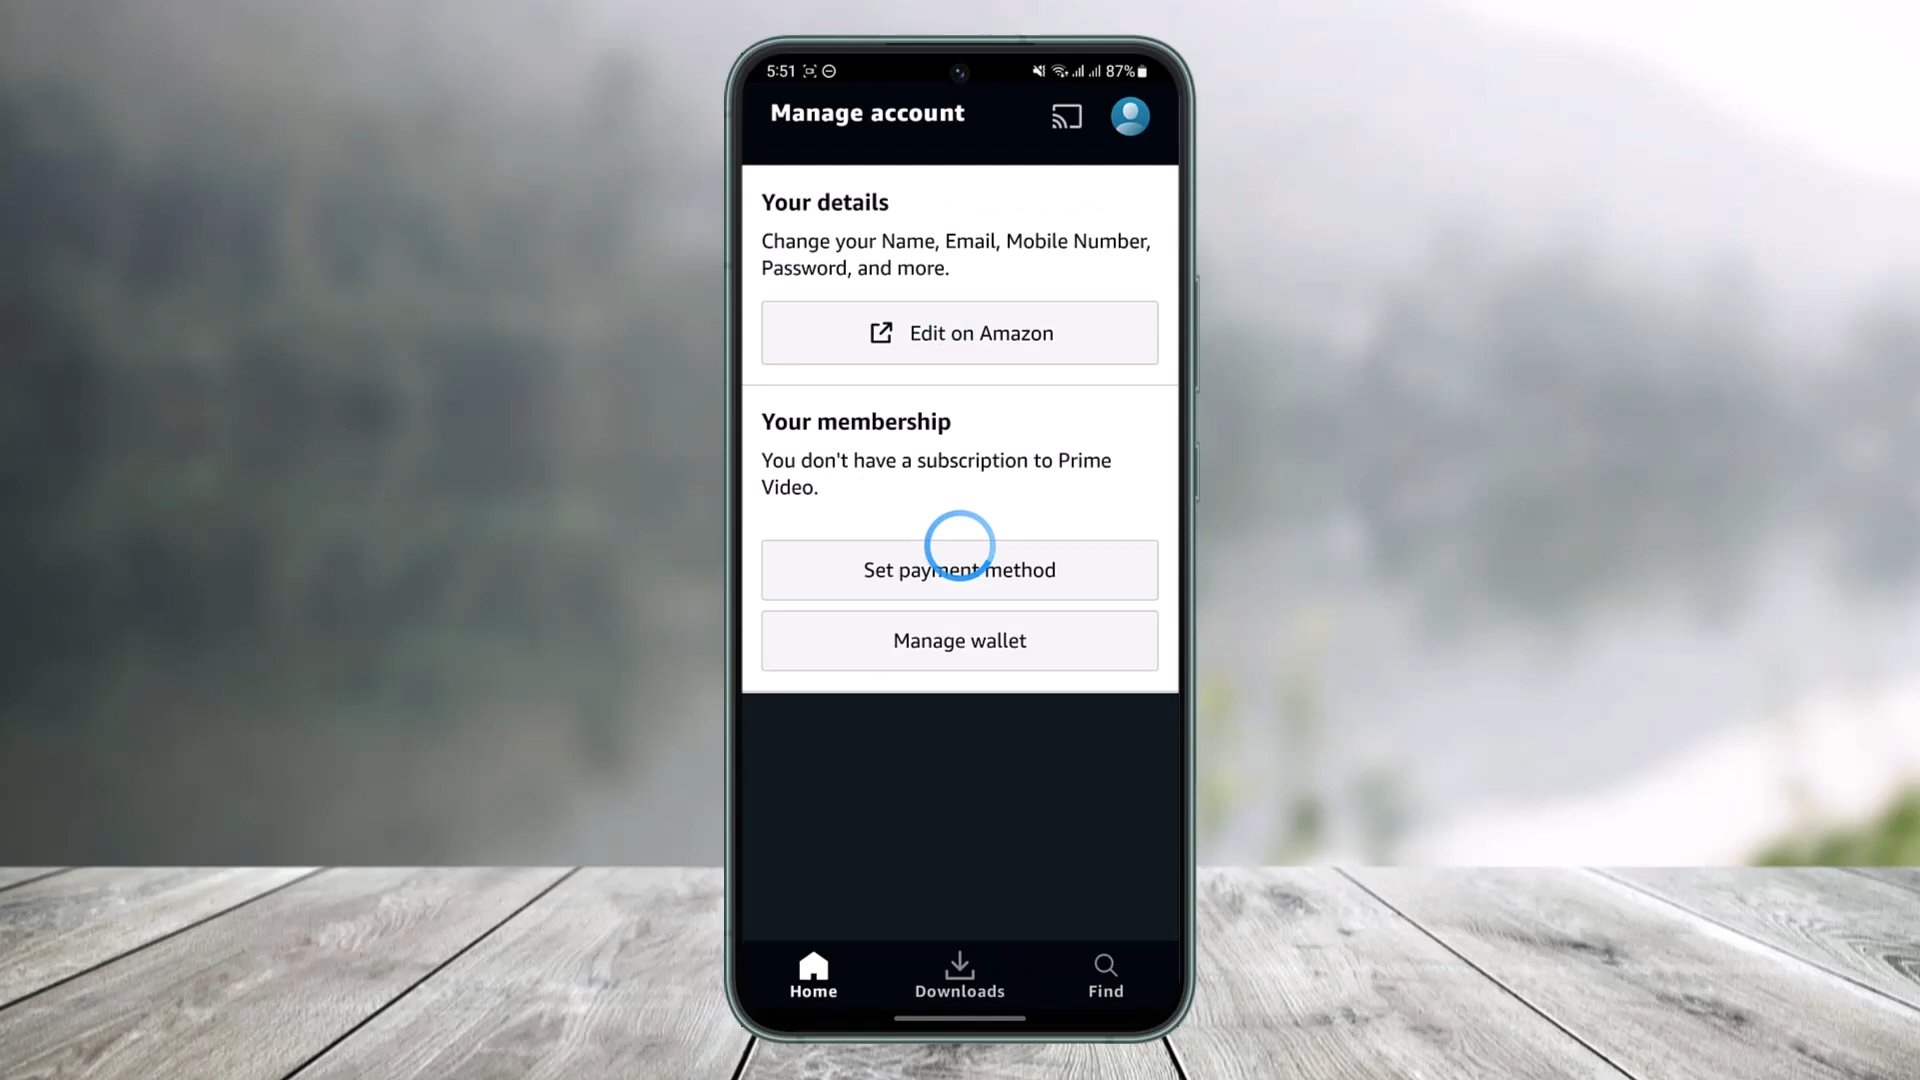 5:51 87%
Manage account
Your details
Change your Name, Email, Mobile Number,
Password, and more.
Edit on Amazon
Your membership
You don't have a subscription to Prime
Video.
Set payment method
Manage wallet
Home Downloads Find